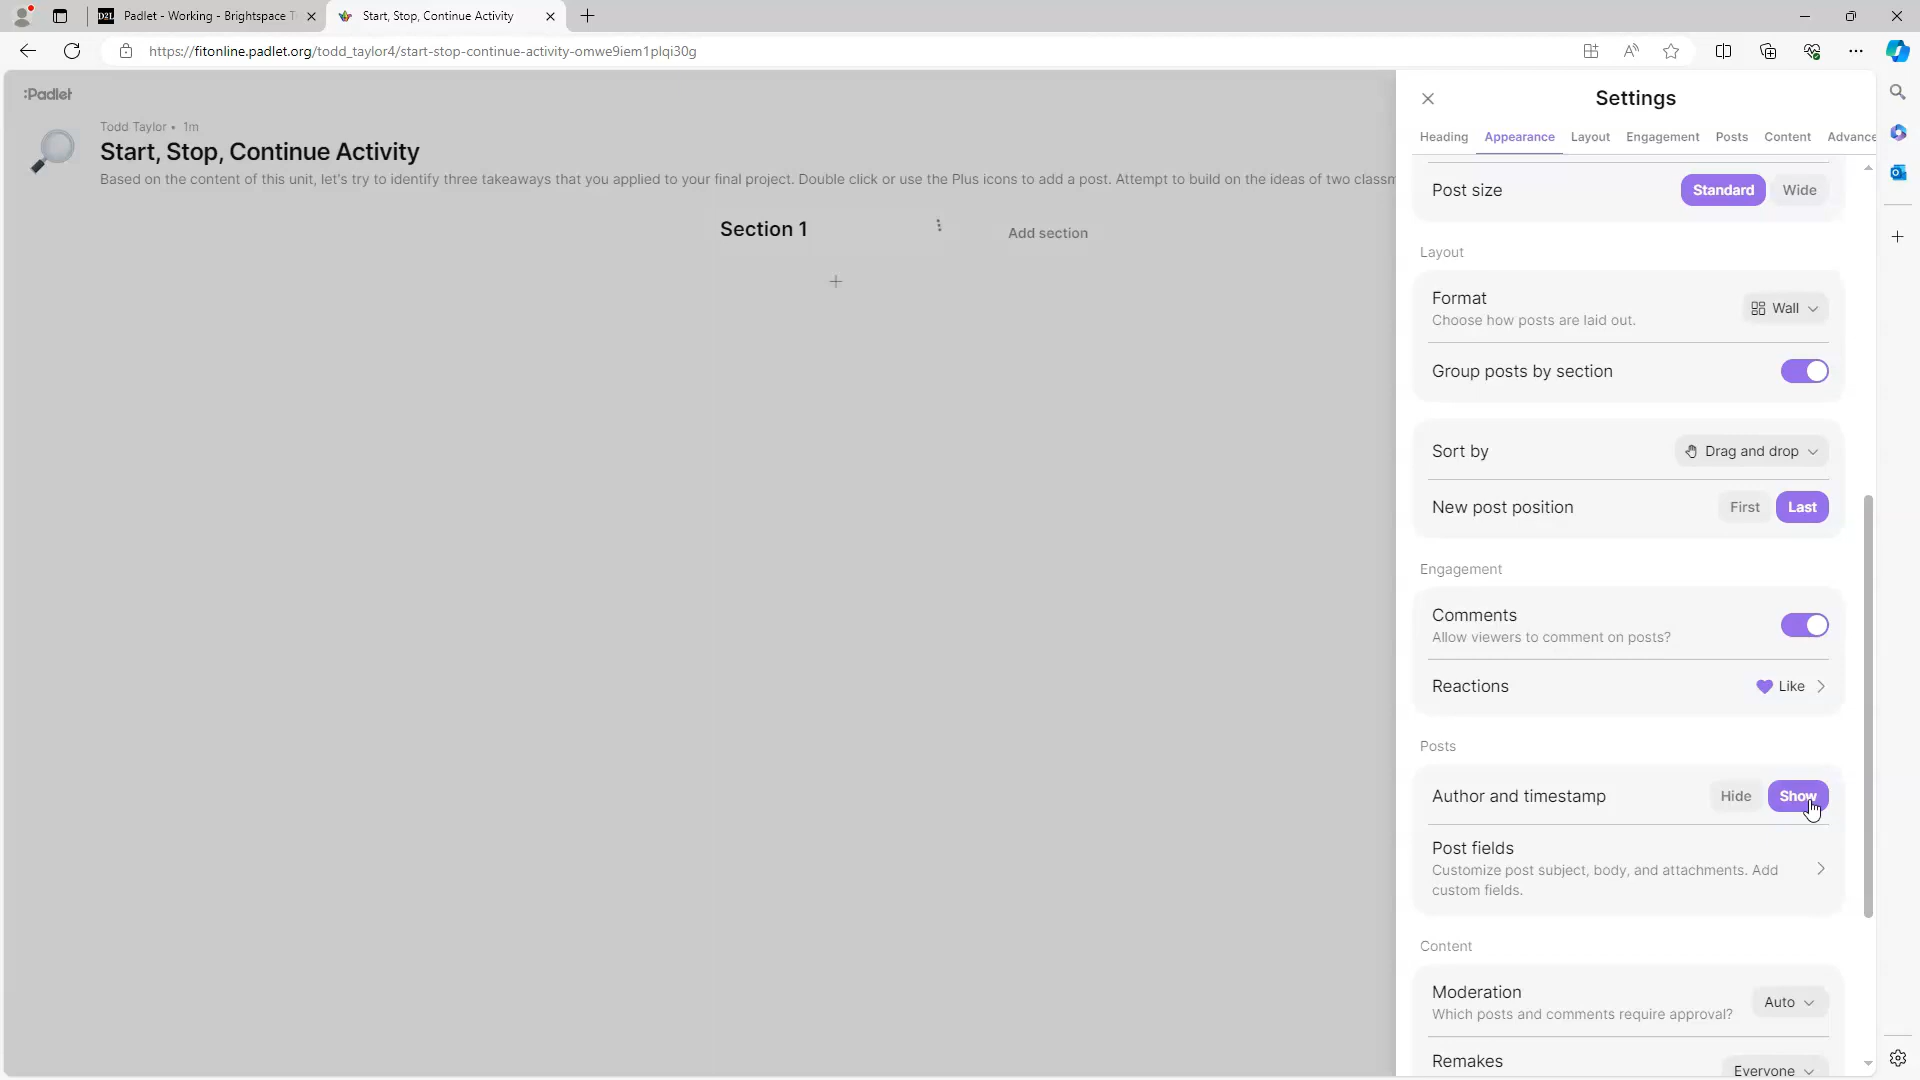 Padlet - Working - Brightspace T
Start, Stop, Continue Activity
https://fitonline.padlet.org/todd_taylor4/start-stop-continue-activity-omwe9iem1plqi30g
:Padlet
Todd Taylor • 1m
Start, Stop, Continue Activity
Based on the content of this unit, let's try to identify three takeaways that you applied to your final project. Double click or use the Plus icons to add a post. Attempt to build on the ideas of two classm
Section 1
Add section
Settings
Heading Appearance Layout Engagement Posts Content Advance
Post size Standard Wide
Layout
Format
Choose how posts are laid out.
Wall
Group posts by section
Sort by Drag and drop
New post position First Last
Engagement
Comments
Allow viewers to comment on posts?
Reactions Like
Posts
Author and timestamp Hide Show
Post fields
Customize post subject, body, and attachments. Add
custom fields.
Content
Moderation
Which posts and comments require approval?
Auto
Remakes
Everyone